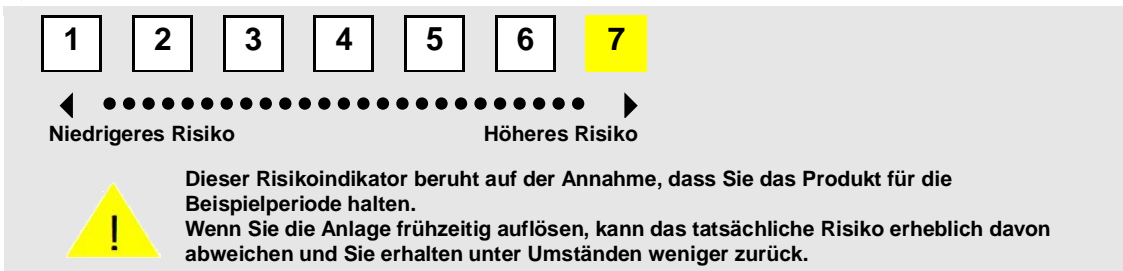 1 2 3 4 5 6 7
Niedrigeres Risiko Höheres Risiko
Dieser Risikoindikator beruht auf der Annahme, dass Sie das Produkt für die
Beispielperiode halten.
Wenn Sie die Anlage frühzeitig auflösen, kann das tatsächliche Risiko erheblich davon
abweichen und Sie erhalten unter Umständen weniger zurück.
!